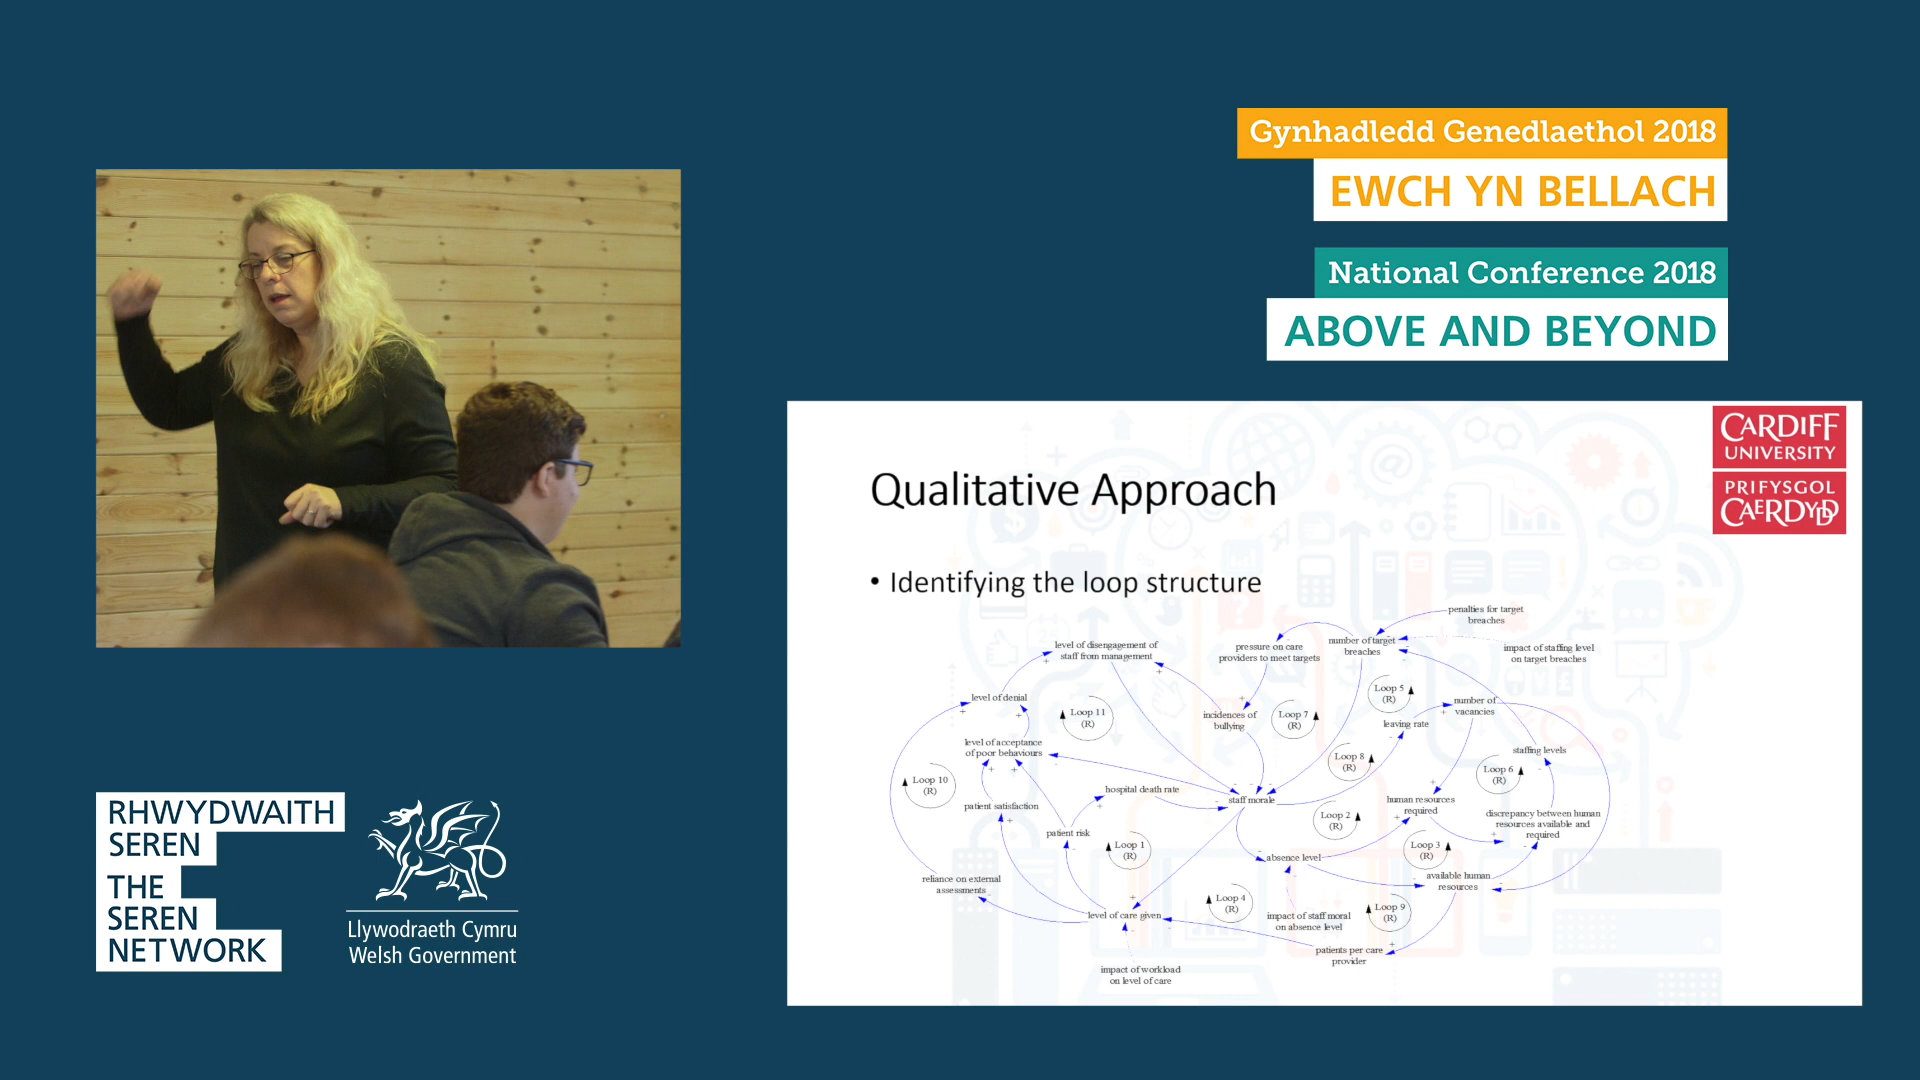 Gynhadledd Genedlaethol 2018
EWCH YN BELLACH
National Conference 2018
ABOVE AND BEYOND
CARDIFF
UNIVERSITY
PRIFYSGOL
CAERDYDD
Qualitative Approach
• Identifying the loop structure
penalties for target
breaches
level of disengagement of
staff from management
pressure on care
providers to meet targets
number of target
breaches
impact of staffing level
on target breaches
level of denial
Loop 11
(R)
incidences of
bullying
Loop 7
(R)
Loop 5
(R)
leaving rate
number of
vacancies
level of acceptance
of poor behaviours
Loop 8
(R)
staffing levels
Loop 10
(R)
Loop 6
(R)
hospital death rate
staff morale
patient satisfaction
human resources
required
Loop 2
(R)
discrepancy between human
resources available and
required
patient risk
Loop 1
(R)
absence level
Loop 3
(R)
reliance on external
assessments
available human
resources
Loop 4
(R)
Loop 9
(R)
level of care given
impact of staff moral
on absence level
patients per care
provider
impact of workload
on level of care
RHWYDWAITH
SEREN
THE
SEREN
NETWORK
Llywodraeth Cymru
Welsh Government